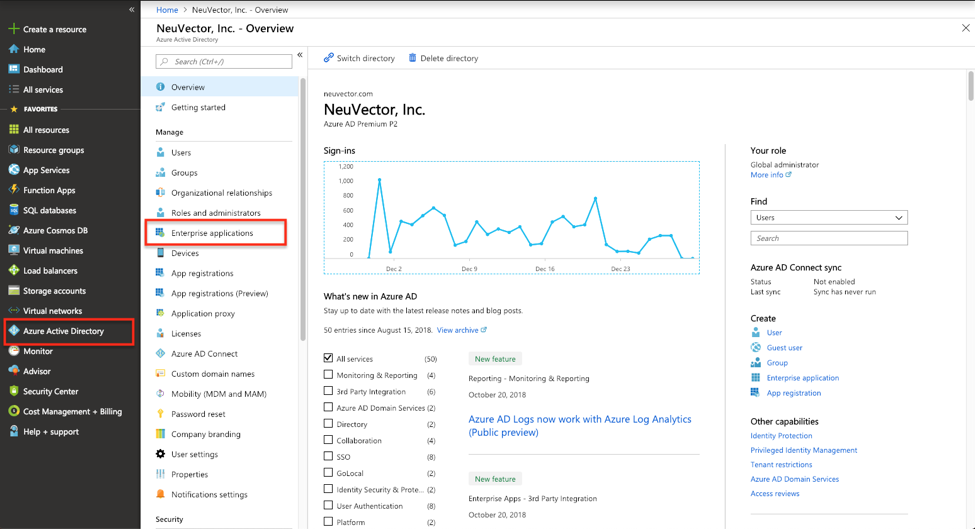 Create a resource
Home
Dashboard
All services
FAVORITES
All resources
Resource groups
App Services
Function Apps
SQL databases
Azure Cosmos DB
Virtual machines
Load balancers
Storage accounts
Virtual networks
Azure Active Directory
Monitor
Advisor
Security Center
Cost Management + Billing
Help + support
Home > NeuVector, Inc. - Overview
NeuVector, Inc. - Overview
Azure Active Directory
Search (Ctrl+/)
Overview
Getting started
Manage
Users
Groups
Organizational relationships
Roles and administrators
Enterprise applications
Devices
App registrations
App registrations (Preview)
Application proxy
Licenses
Azure AD Connect
Custom domain names
Mobility (MDM and MAM)
Password reset
Company branding
User settings
Properties
Notifications settings
Security
Switch directory
Delete directory
neuvector.com
NeuVector, Inc.
Azure AD Premium P2
Sign-ins
1,200
1,000
800
600
400
200
0
Dec 2
Dec 9
Dec 16
Dec 23
What's new in Azure AD
Stay up to date with the latest release notes and blog posts.
50 entries since August 15, 2018. View archive
All services (50)
Monitoring & Reporting (4)
3rd Party Integration (6)
Azure AD Domain Services (2)
Directory (2)
Collaboration (4)
SSO (8)
GoLocal (2)
Identity Security & Prote... (2)
User Authentication (8)
Platform (2)
New feature
Reporting - Monitoring & Reporting
October 20, 2018
Azure AD Logs now work with Azure Log Analytics
(Public preview)
New feature
Enterprise Apps - 3rd Party Integration
October 20, 2018
Your role
Global administrator
More info
Find
Users
Search
Azure AD Connect sync
Status Not enabled
Last sync Sync has never run
Create
User
Guest user
Group
Enterprise application
App registration
Other capabilities
Identity Protection
Privileged Identity Management
Tenant restrictions
Azure AD Domain Services
Access reviews